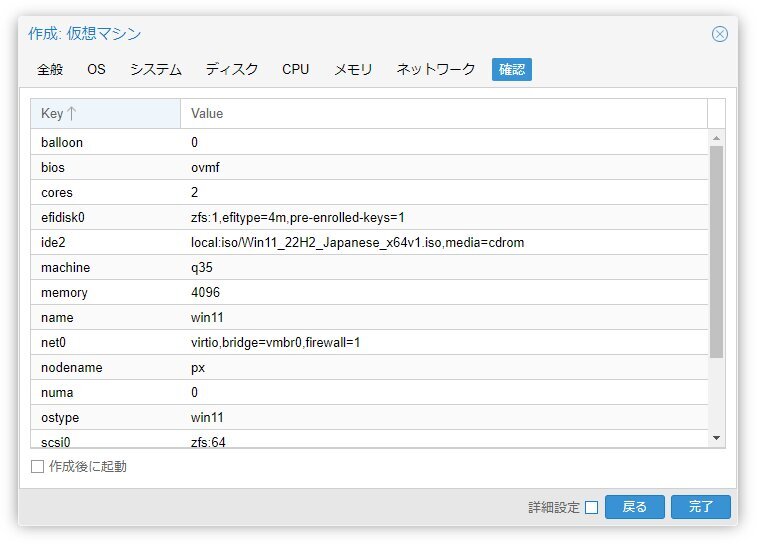 作成: 仮想マシン
全般 OS システム ディスク CPU メモリ ネットワーク 確認
Key↑ Value
balloon 0
bios ovmf
cores 2
efidisk0 zfs:1,efitype=4m,pre-enrolled-keys=1
ide2 local:iso/Win11_22H2_Japanese_x64v1.iso,media=cdrom
machine q35
memory 4096
name win11
net0 virtio,bridge=vmbr0,firewall=1
nodename px
numa 0
ostype win11
scsi0 zfs:64
作成後に起動
詳細設定 戻る 完了